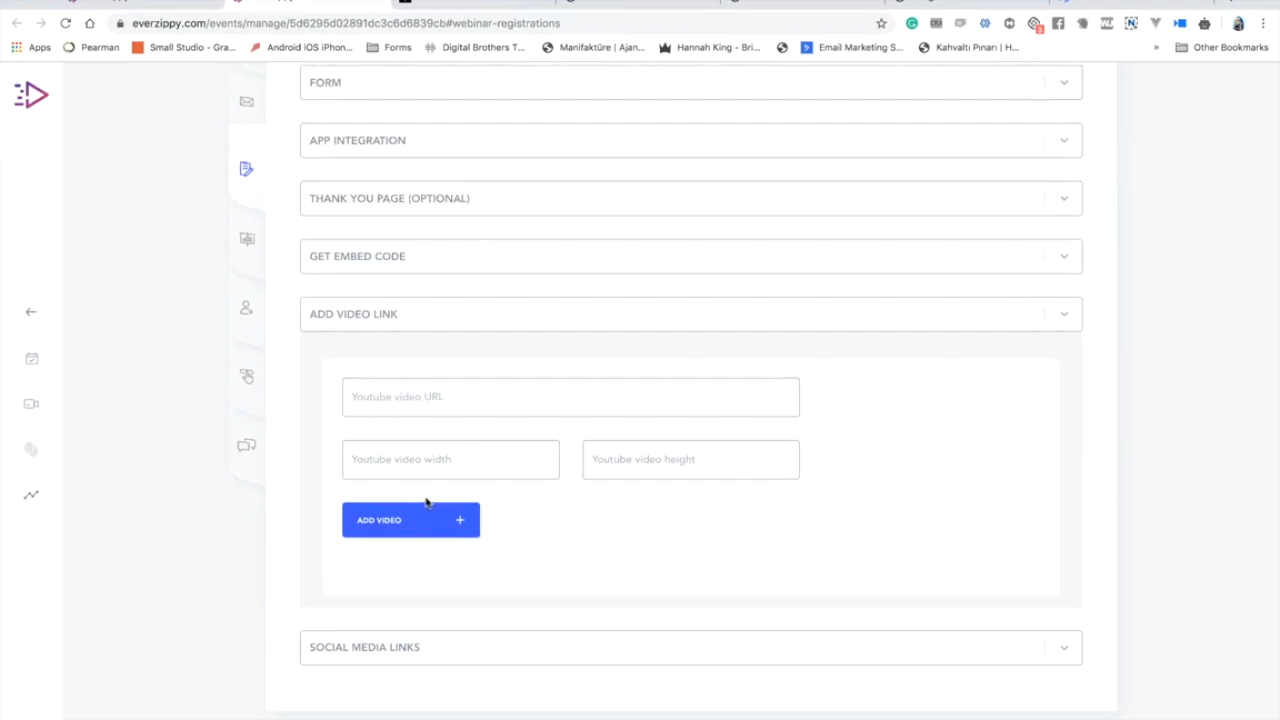 everzippy.com/events/manage/5d6295d02891dc3c6d6839cb#webinar-registrations
3
Apps
Pearman
Small Studio - Gra...
Android iOS iPhon...
Forms
Digital Brothers T...
Manifaktüre | Ajan...
Hannah King - Bri...
Email Marketing S...
Kahvaltı Pınarı | H...
»
Other Bookmarks
FORM
APP INTEGRATION
THANK YOU PAGE (OPTIONAL)
GET EMBED CODE
ADD VIDEO LINK
Youtube video URL
Youtube video width
Youtube video height
ADD VIDEO +
SOCIAL MEDIA LINKS